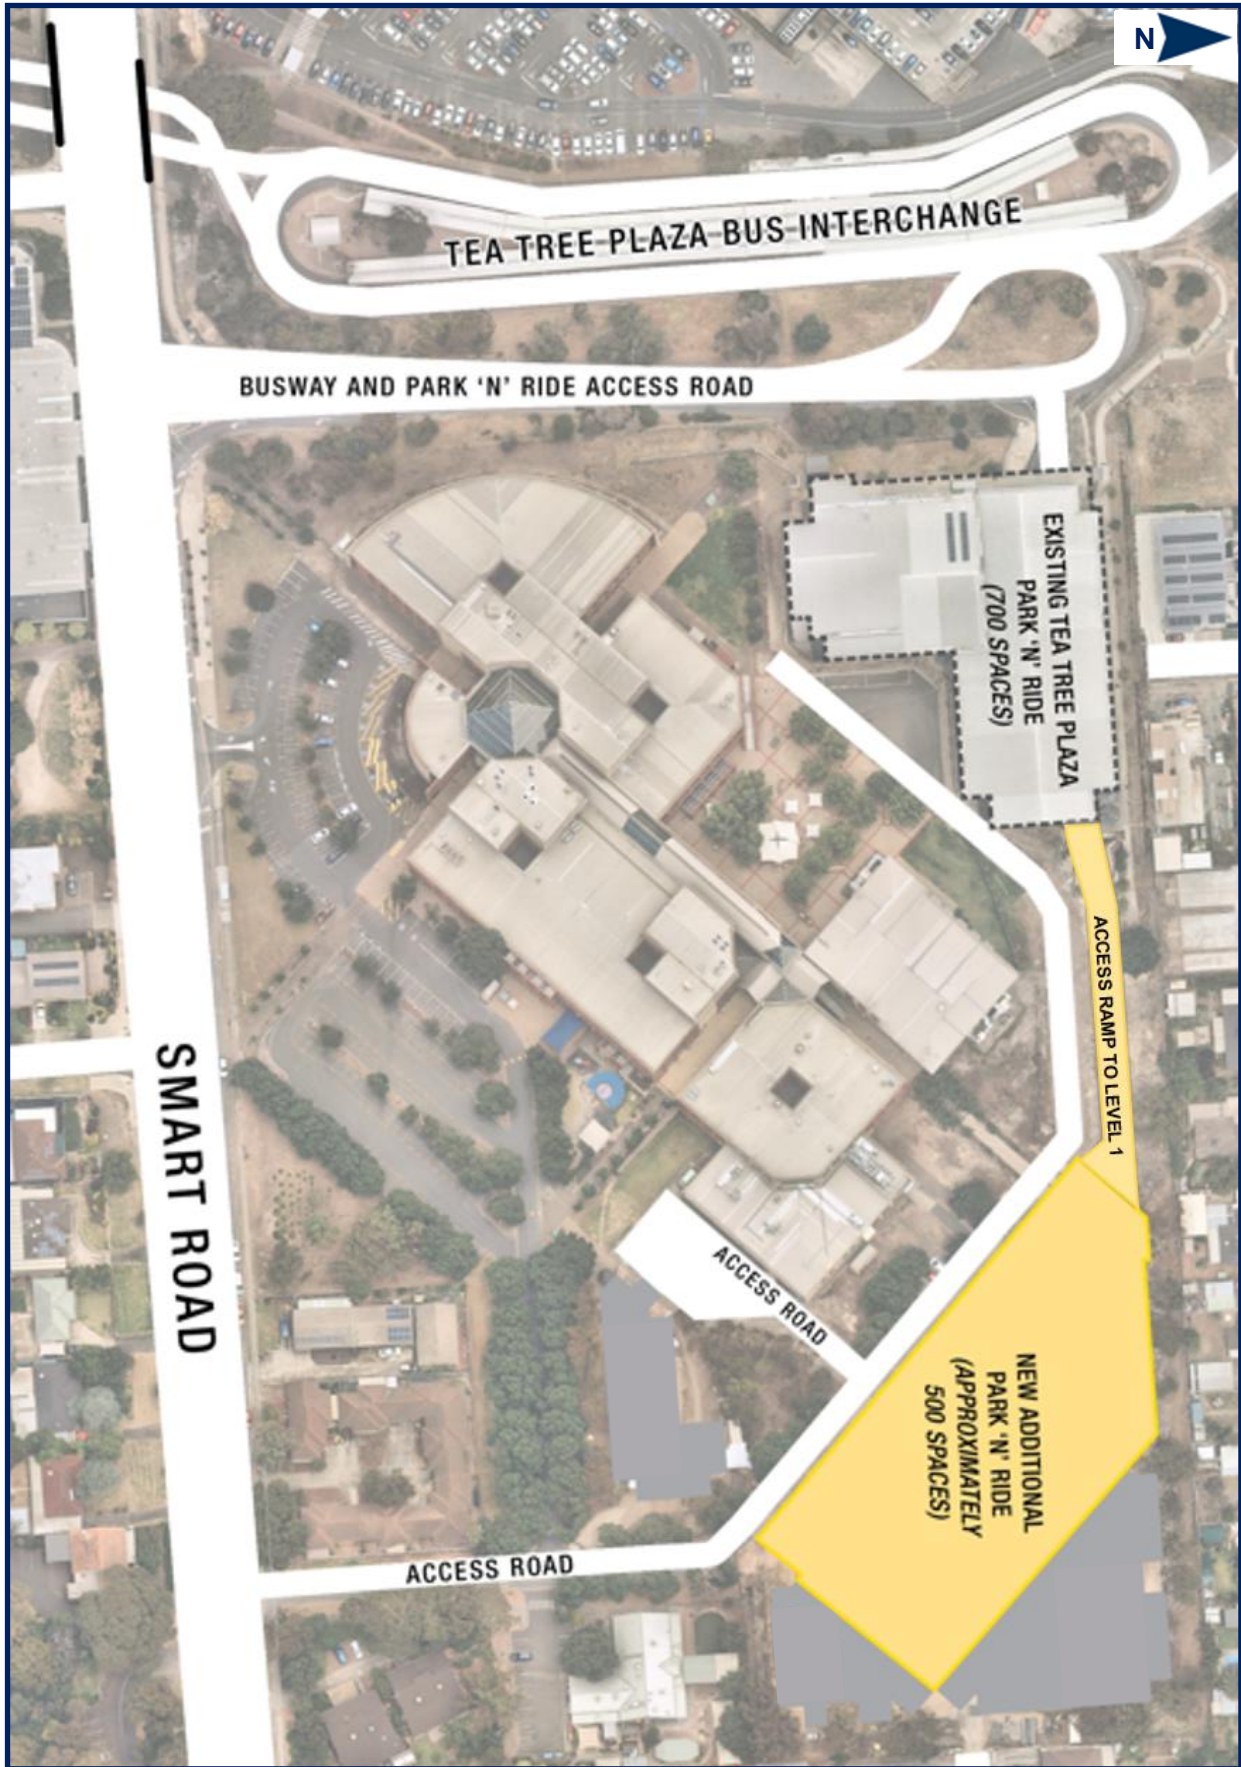 N
TEA TREE PLAZA BUS INTERCHANGE
BUSWAY AND PARK ‘N’ RIDE ACCESS ROAD
EXISTING TEA TREE PLAZA
PARK ‘N’ RIDE
(700 SPACES)
ACCESS RAMP TO LEVEL 1
SMART ROAD
ACCESS ROAD
NEW ADDITIONAL
PARK ‘N’ RIDE
(APPROXIMATELY
500 SPACES)
ACCESS ROAD